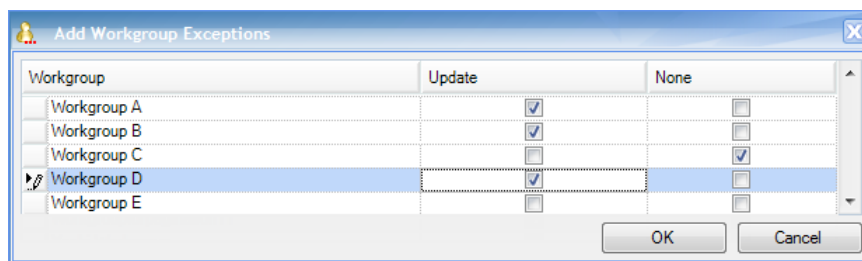 Add Workgroup Exceptions
Workgroup Update None
Workgroup A
Workgroup B
Workgroup C
Workgroup D
Workgroup E
OK Cancel